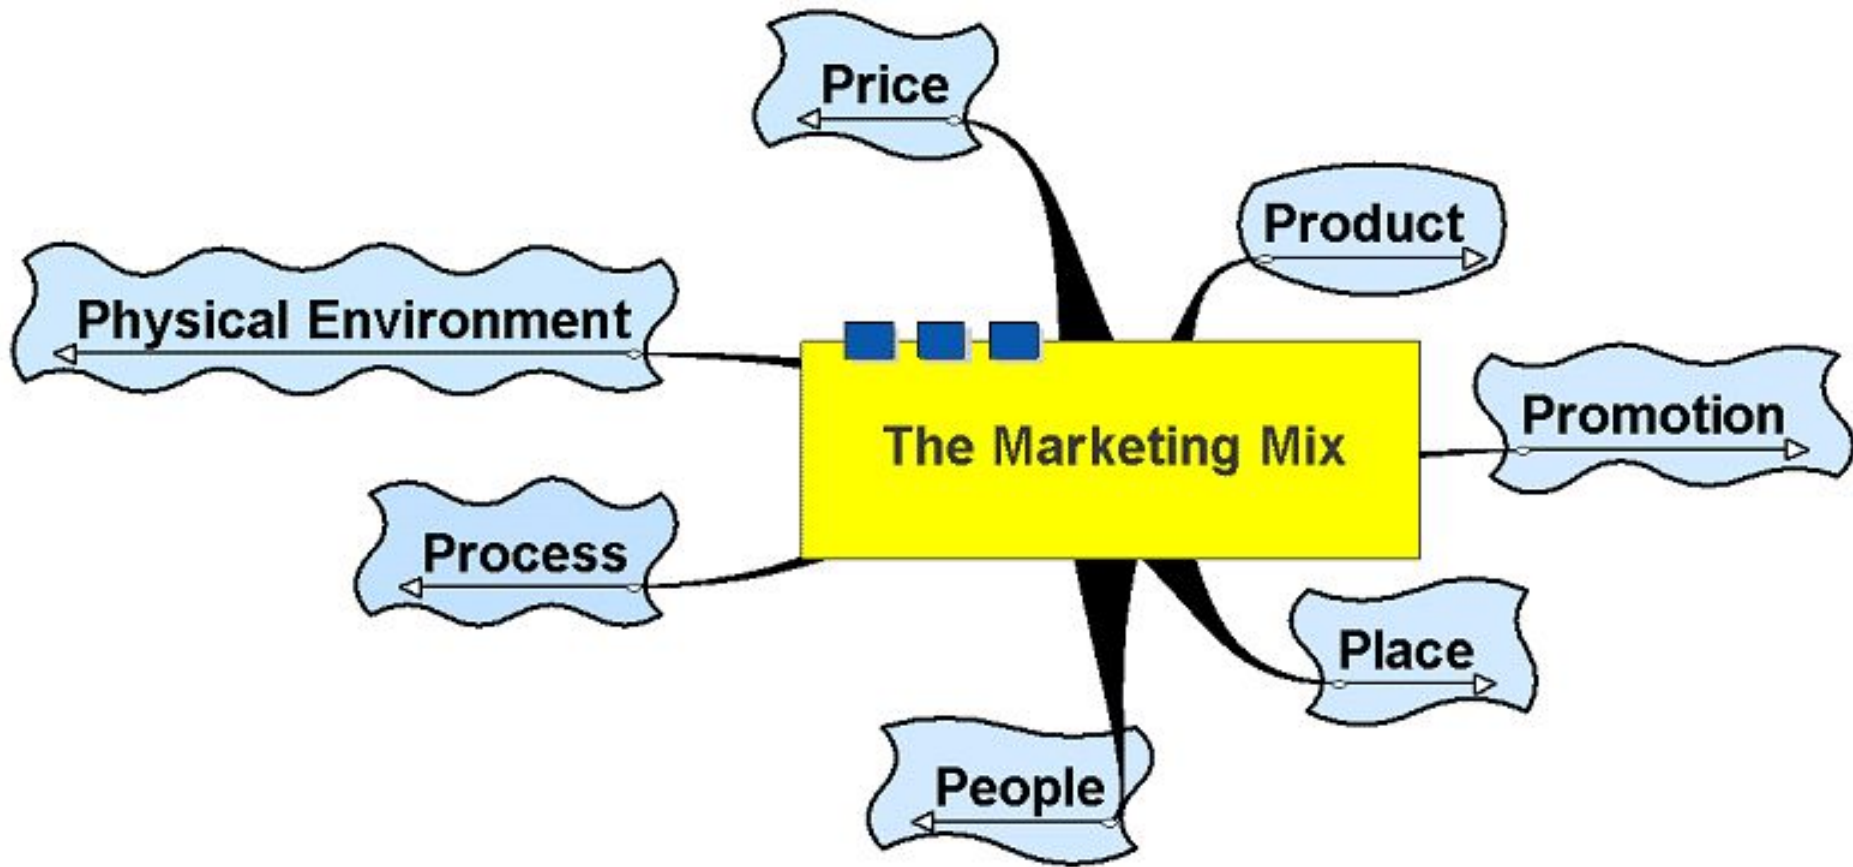 Price
Product
Physical Environment
The Marketing Mix
Promotion
Process
Place
People